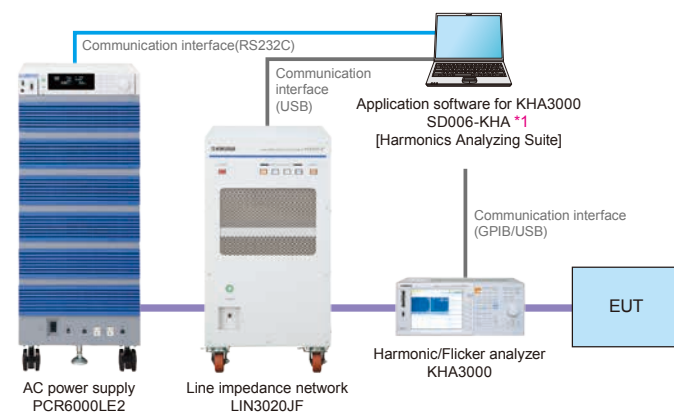 Communication interface(RS232C)
Communication
interface
(USB)
Application software for KHA3000
SD006-KHA *1
[Harmonics Analyzing Suite]
Communication interface
(GPIB/USB)
EUT
Harmonic/Flicker analyzer
KHA3000
AC power supply
PCR6000LE2
Line impedance network
LIN3020JF